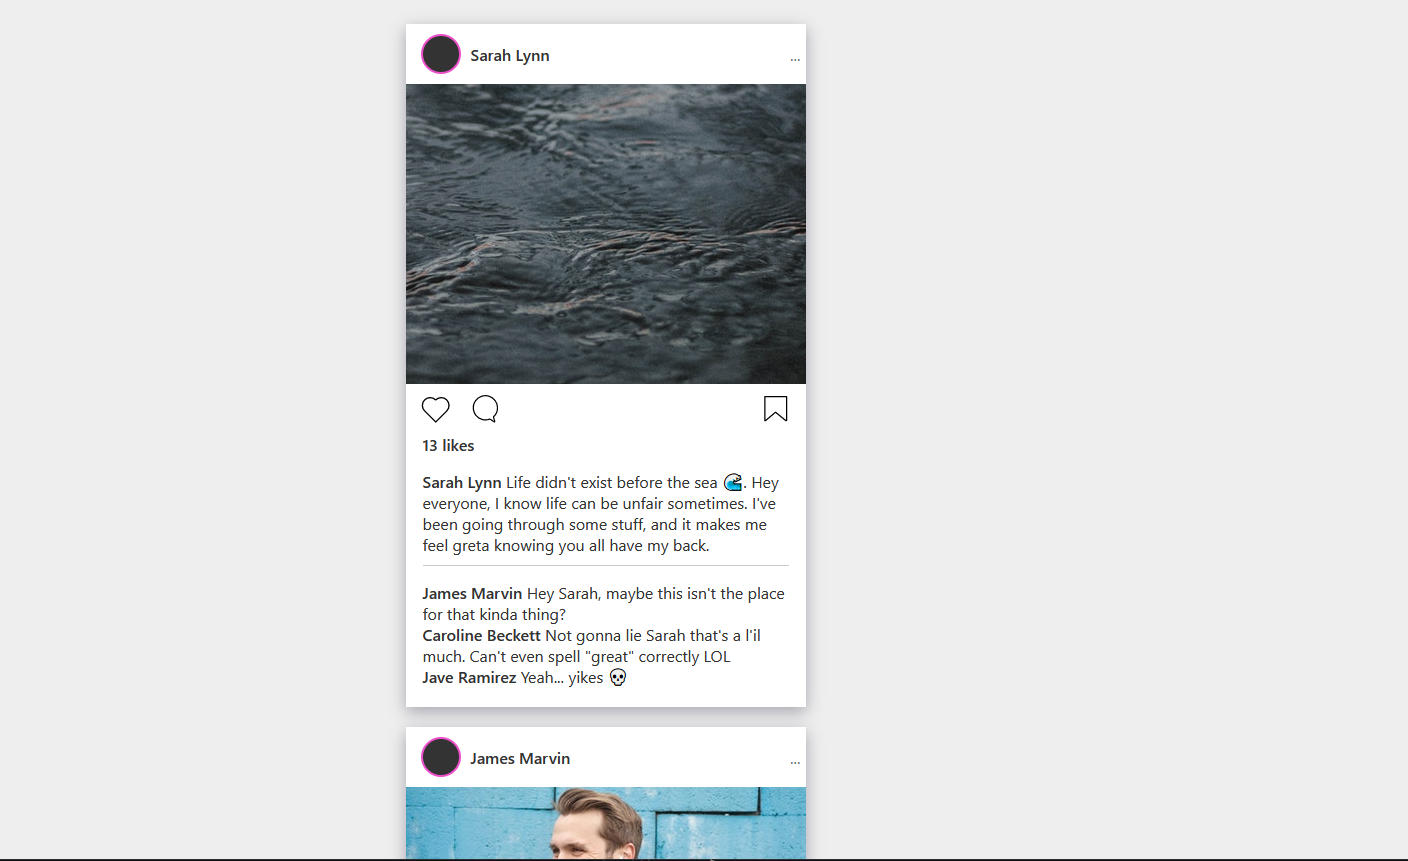 Sarah Lynn ...
13 likes
Sarah Lynn Life didn't exist before the sea 🌊. Hey
everyone, I know life can be unfair sometimes. I've
been going through some stuff, and it makes me
feel greta knowing you all have my back.
James Marvin Hey Sarah, maybe this isn't the place
for that kinda thing?
Caroline Beckett Not gonna lie Sarah that's a l'il
much. Can't even spell "great" correctly LOL
Jave Ramirez Yeah... yikes 💀
James Marvin ...